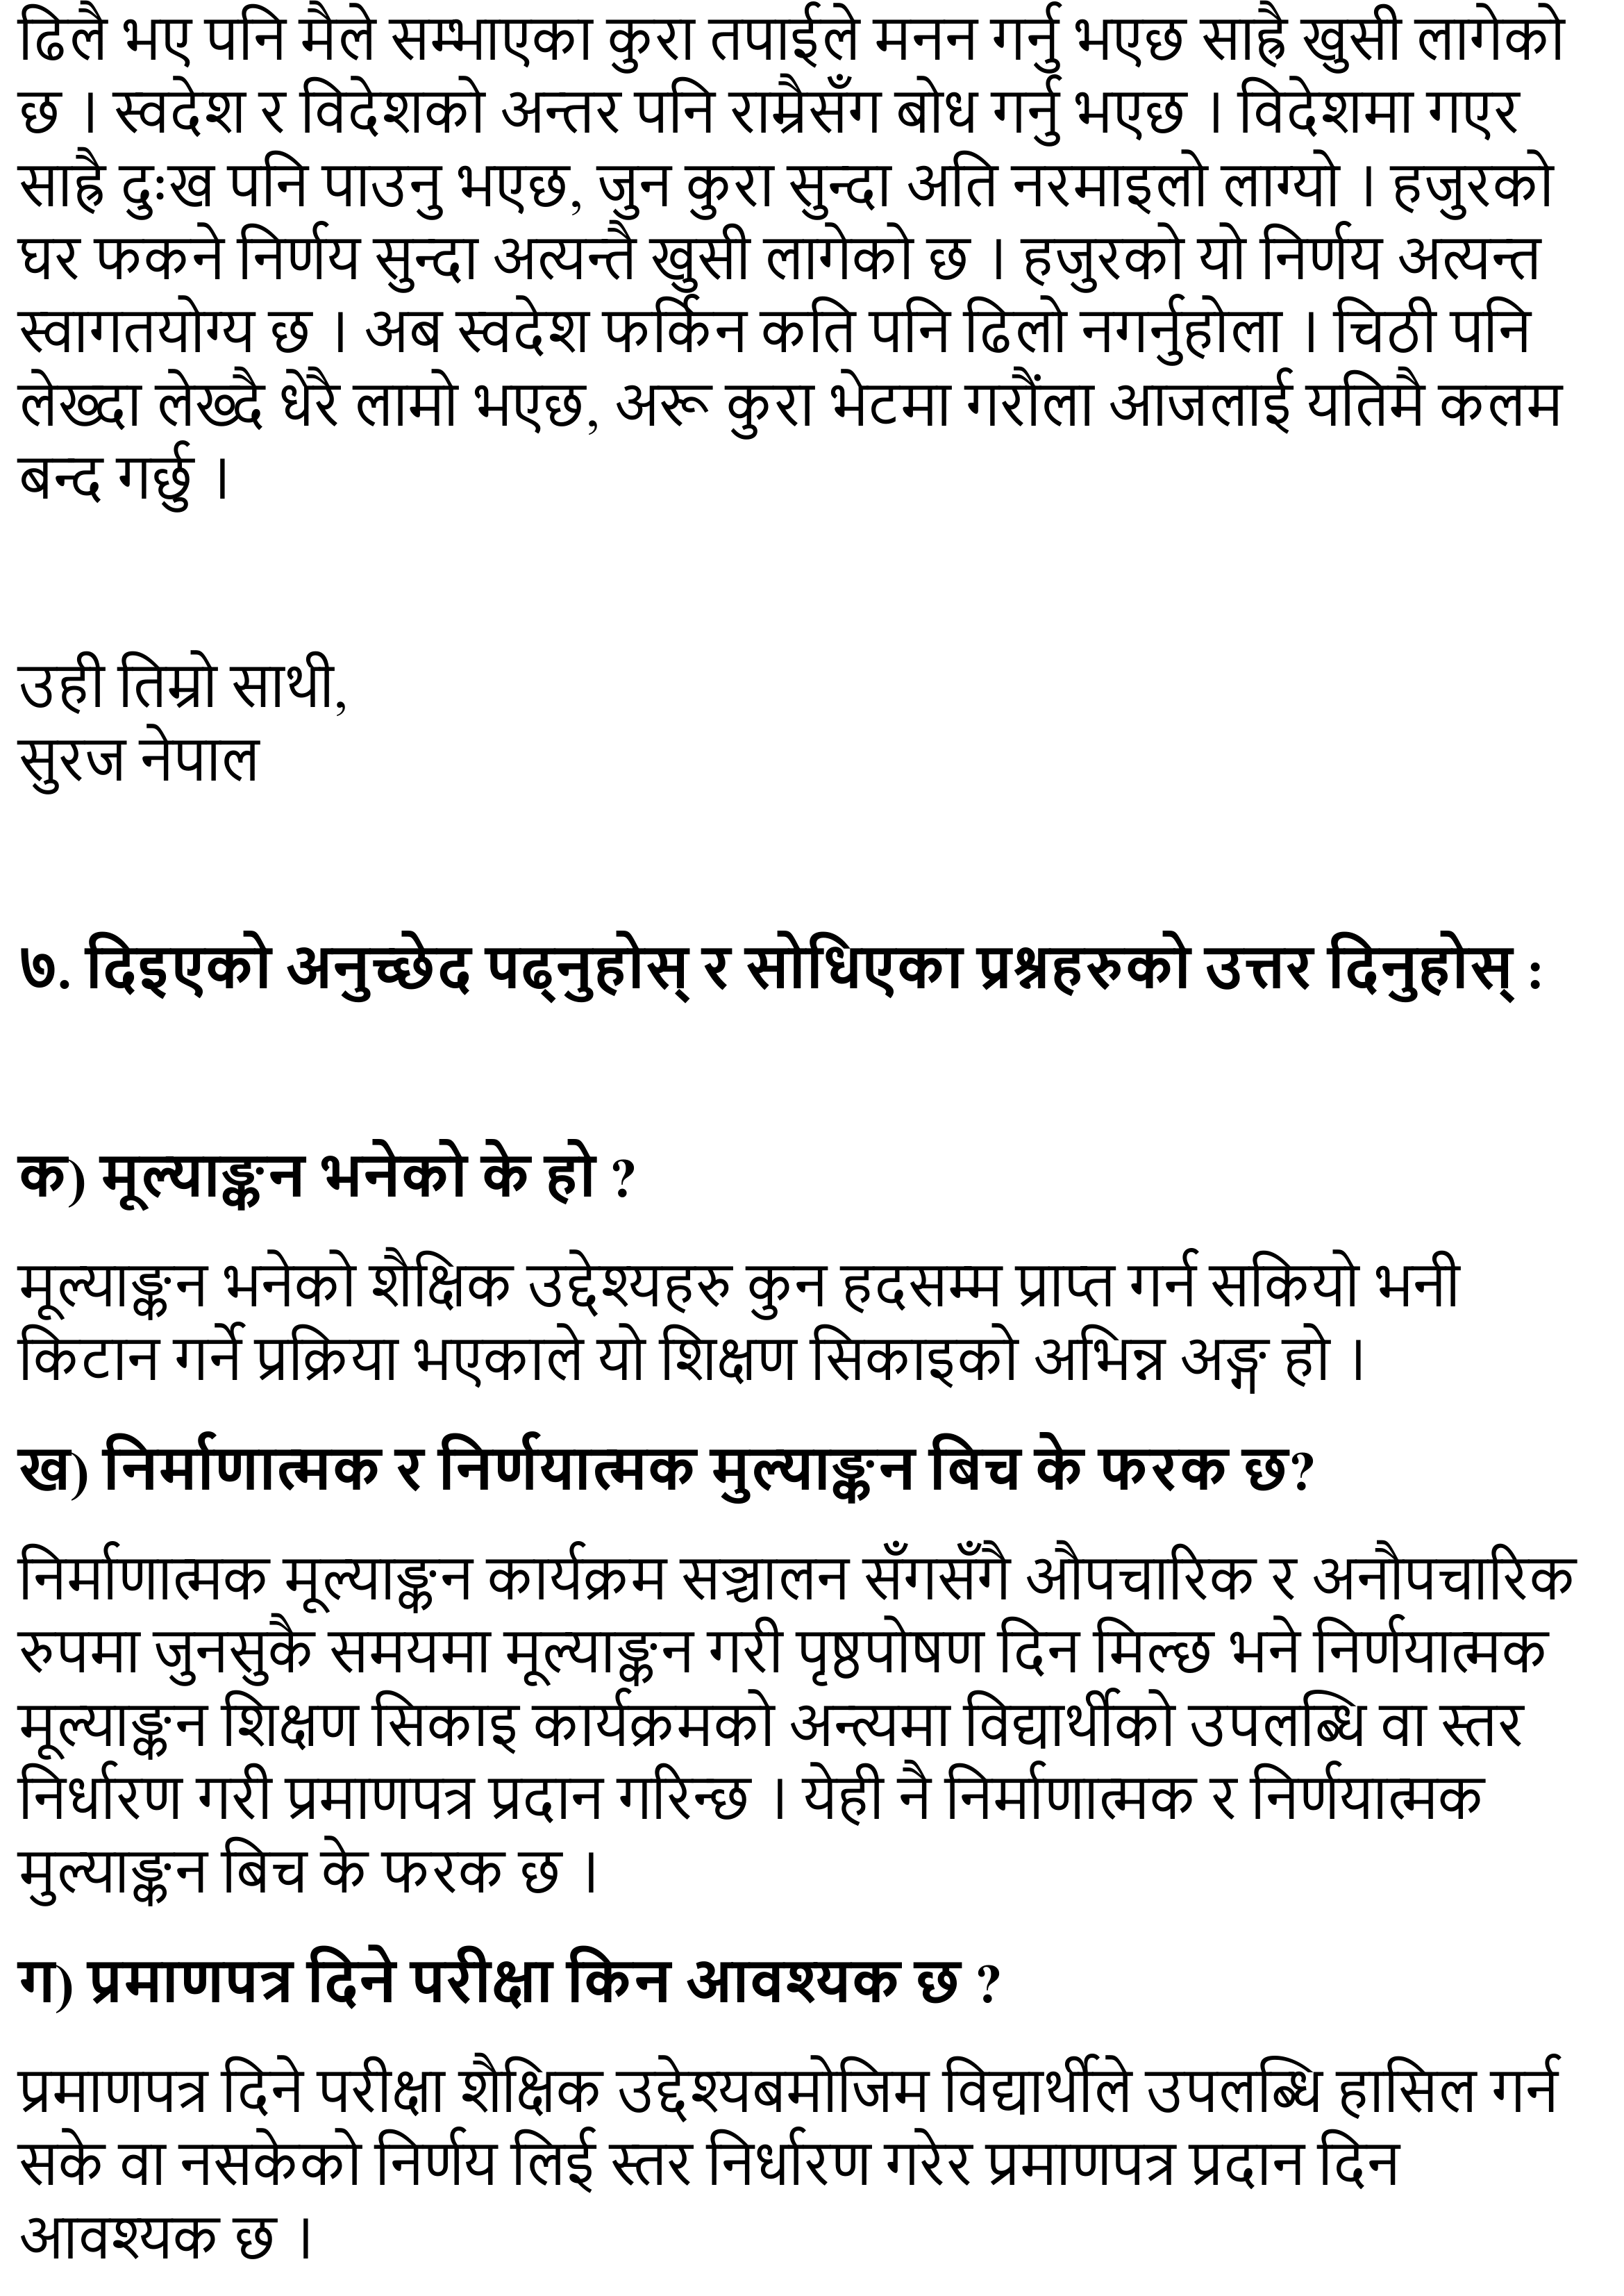 ढिलै भए पनि मैले सम्भाएका कुरा तपाईले मनन गर्नु भएछ साह्रै खुसी लागेको
छ । स्वदेश र विदेशको अन्तर पनि राम्रैसँग बोध गर्नु भएछ । विदेशमा गएर
साह्रै दुःख पनि पाउनु भएछ, जुन कुरा सुन्दा अति नरमाइलो लाग्यो । हजुरको
घर फकने निर्णय सुन्दा अत्यन्तै खुसी लागेको छ । हजुरको यो निर्णय अत्यन्त
स्वागतयोग्य छ । अब स्वदेश फर्किन कति पनि ढिलो नगर्नुहोला । चिठी पनि
लेख्दा लेख्दै धेरै लामो भएछ, अरू कुरा भेटमा गरौंला आजलाई यतिमै कलम
बन्द गर्छु ।
उही तिम्रो साथी,
सुरज नेपाल
७. दिइएको अनुच्छेद पढ्नुहोस् र सोधिएका प्रश्नहरुको उत्तर दिनुहोस् :
क) मूल्याङ्कन भनेको के हो ?
मूल्याङ्कन भनेको शैक्षिक उद्देश्यहरु कुन हदसम्म प्राप्त गर्न सकियो भनी
किटान गर्ने प्रक्रिया भएकाले यो शिक्षण सिकाइको अभिन्न अङ्ग हो ।
ख) निर्माणात्मक र निर्णयात्मक मुल्याङ्कन बिच के फरक छ?
निर्माणात्मक मूल्याङ्कन कार्यक्रम सञ्चालन सँगसँगै औपचारिक र अनौपचारिक
रुपमा जुनसुकै समयमा मूल्याङ्कन गरी पृष्ठपोषण दिन मिल्छ भने निर्णयात्मक
मूल्याङ्कन शिक्षण सिकाइ कार्यक्रमको अन्त्यमा विद्यार्थीको उपलब्धि वा स्तर
निर्धारण गरी प्रमाणपत्र प्रदान गरिन्छ । येही नै निर्माणात्मक र निर्णयात्मक
मुल्याङ्कन बिच के फरक छ ।
ग) प्रमाणपत्र दिने परीक्षा किन आवश्यक छ ?
प्रमाणपत्र दिने परीक्षा शैक्षिक उद्देश्यबमोजिम विद्यार्थीले उपलब्धि हासिल गर्न
सके वा नसकेको निर्णय लिई स्तर निर्धारण गरेर प्रमाणपत्र प्रदान दिन
आवश्यक छ ।